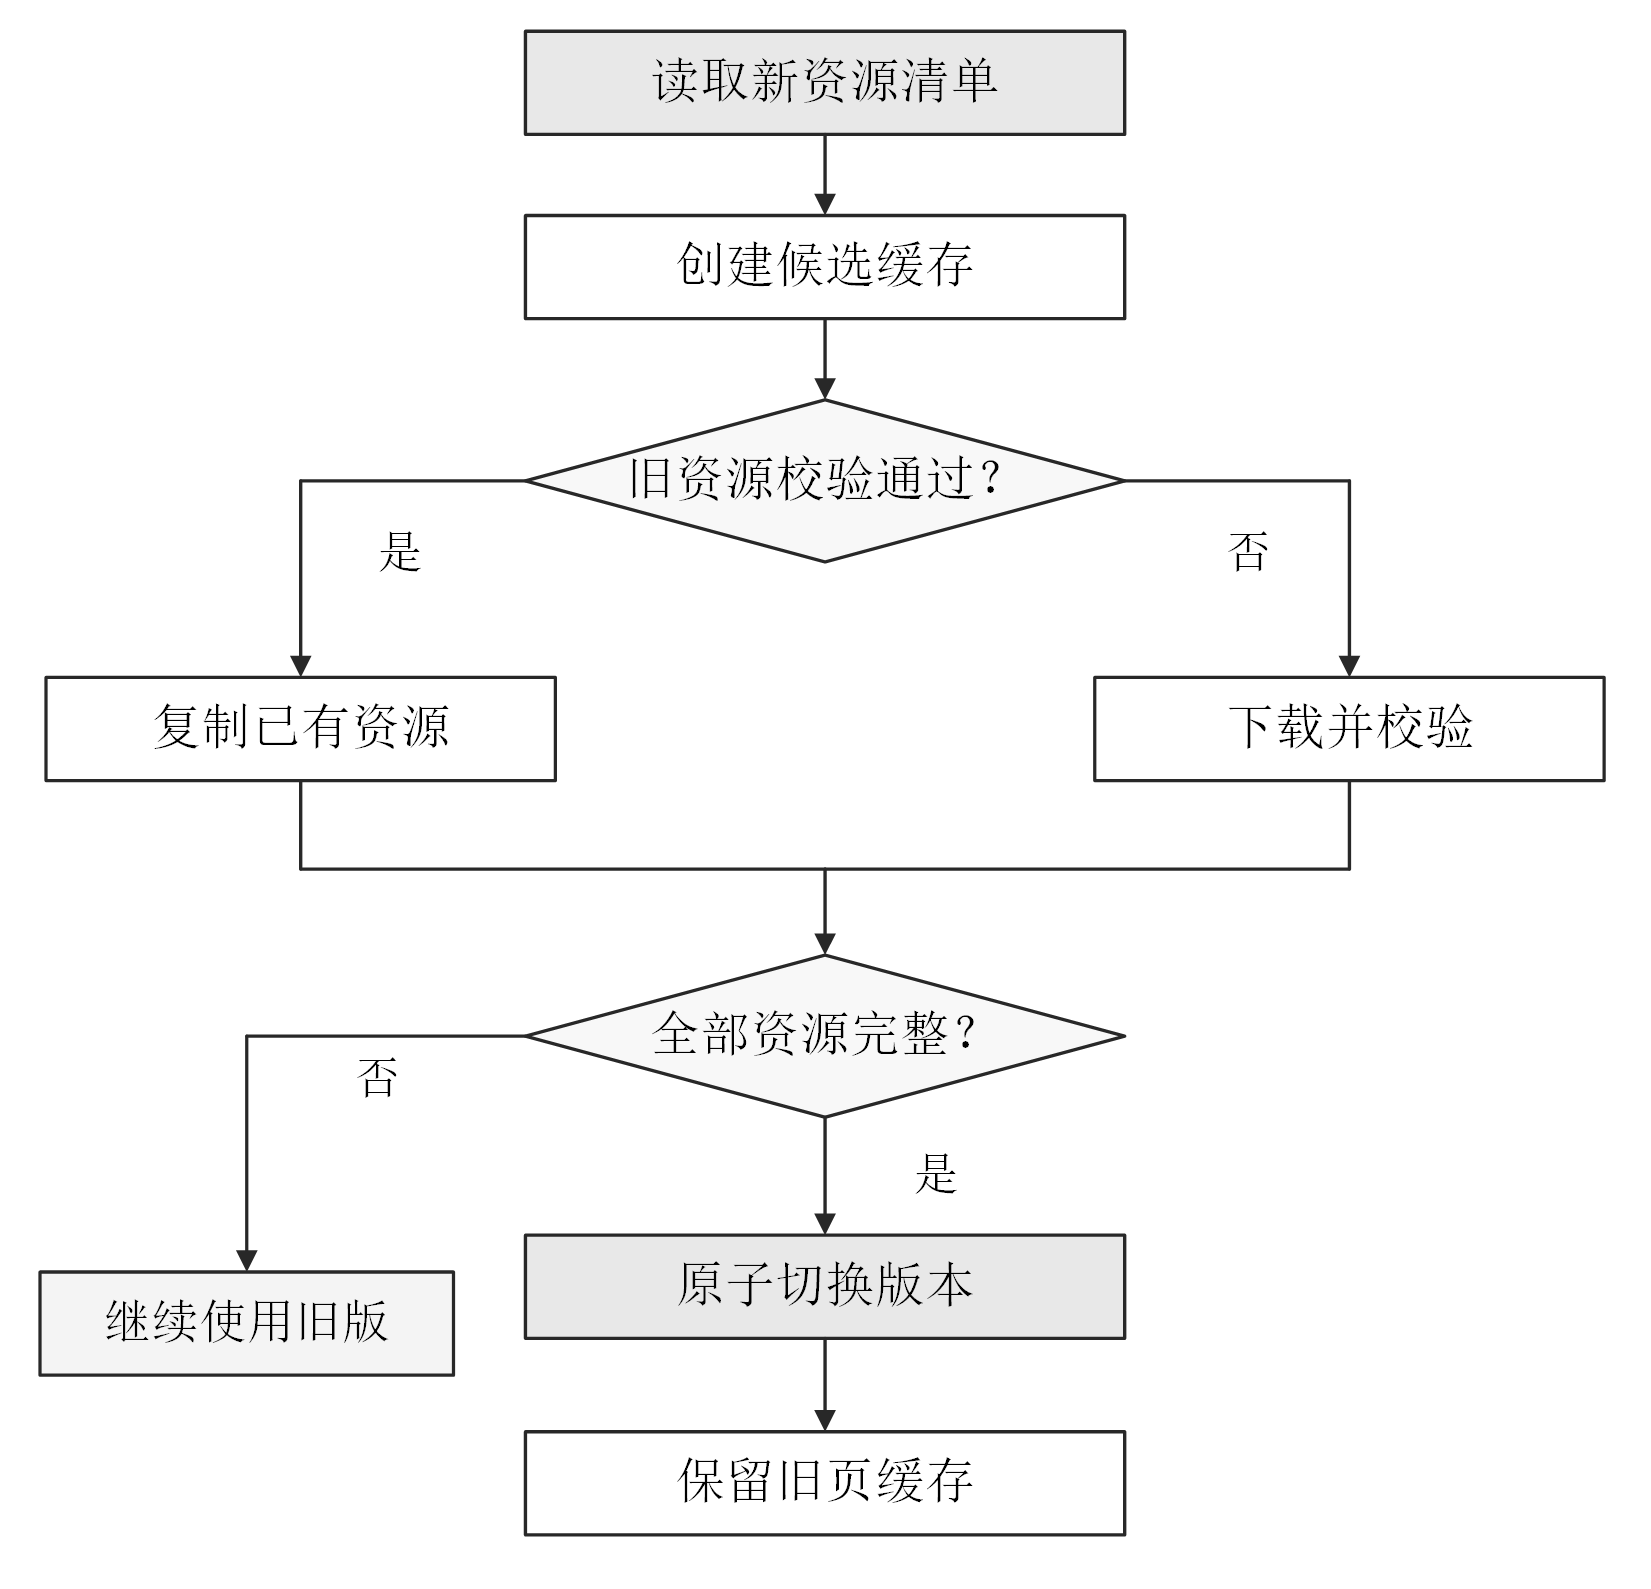 读取新资源清单
创建候选缓存
旧资源校验通过？
是
否
复制已有资源
下载并校验
全部资源完整？
否
是
原子切换版本
继续使用旧版
保留旧页缓存